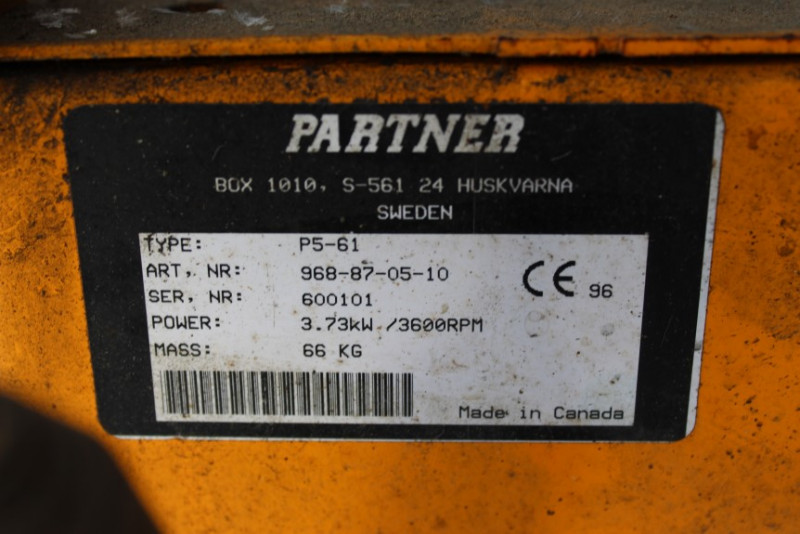 PARTNER
BOX 1010, S-561 24 HUSKVARNA
SWEDEN
TYPE: P5-61
ART, NR: 968-87-05-10
SER, NR: 600101
POWER: 3.73kW /3600RPM
MASS: 66 KG
CE 96
Made in Canada